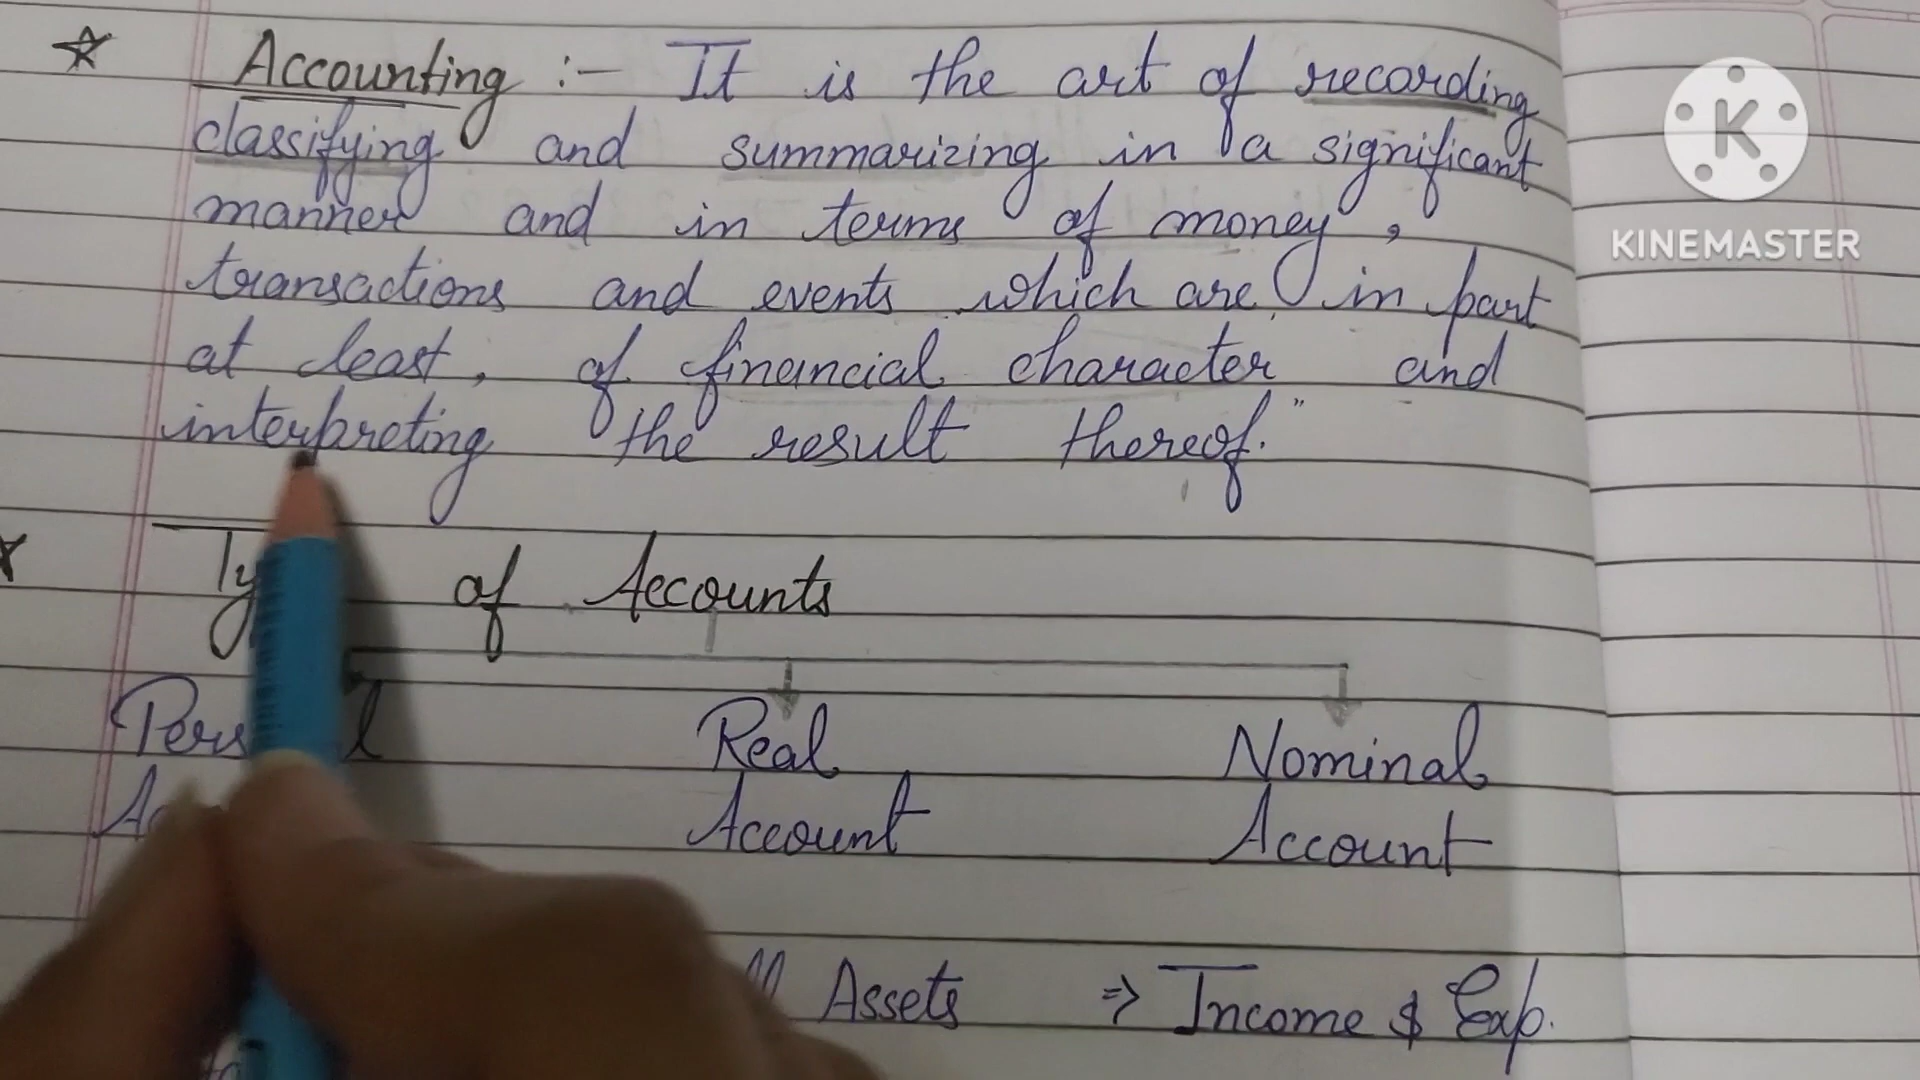 Accounting :- It is the art of recording
classifying and summarizing in a significant
manner and in terms of money,
transactions and events which are in part
at least, of financial character and
interpreting the result thereof."
of Accounts
Real Nominal
Account Account
Assets => Income & Exp.
KINEMASTER